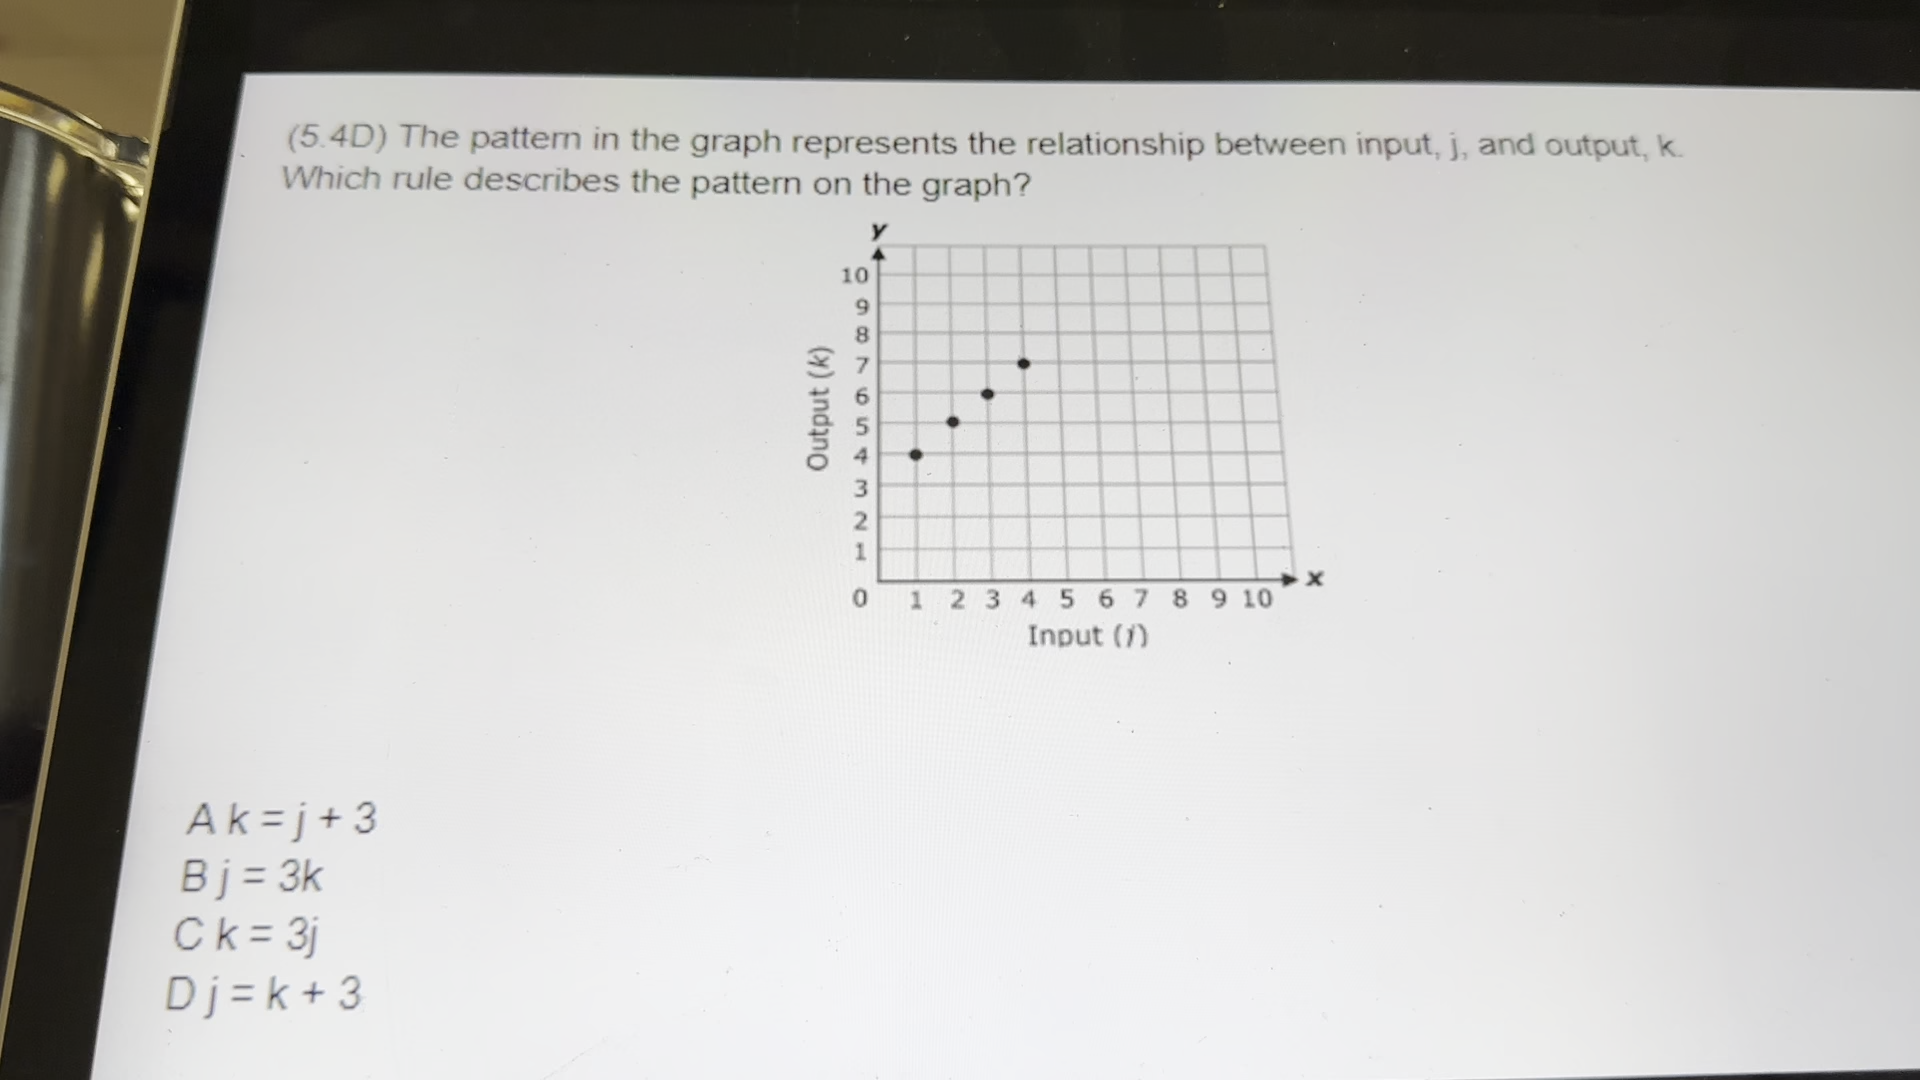 (5.4D) The pattern in the graph represents the relationship between input, j, and output, k.
Which rule describes the pattern on the graph?
y
10
9
8
7
6
5
4
3
2
1
0
Output (k)
1 2 3 4 5 6 7 8 9 10
x
Input (j)
A k = j + 3
B j = 3k
C k = 3j
D j = k + 3